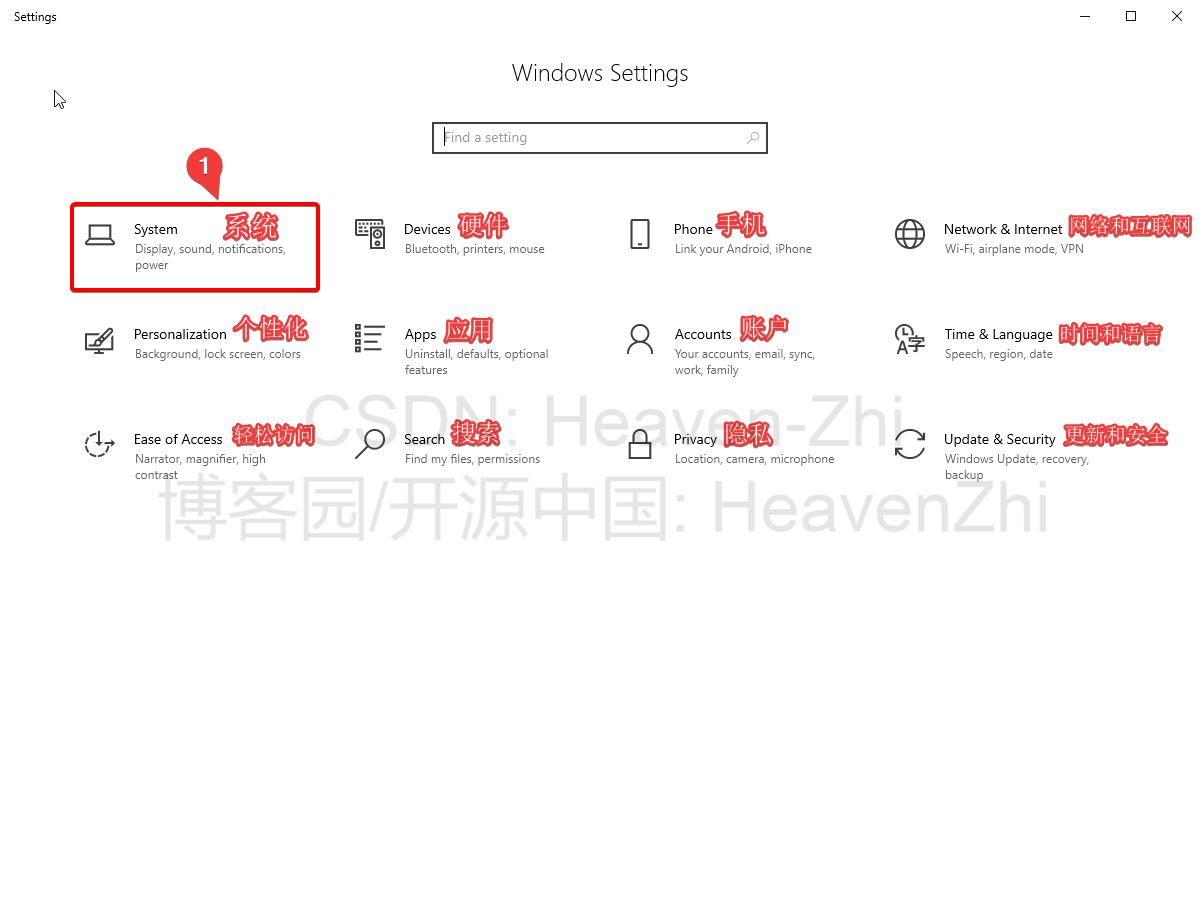 Settings
Windows Settings
Find a setting
1
System 系统
Display, sound, notifications,
power
Devices 硬件
Bluetooth, printers, mouse
Phone 手机
Link your Android, iPhone
Network & Internet 网络和互联网
Wi-Fi, airplane mode, VPN
Personalization 个性化
Background, lock screen, colors
Apps 应用
Uninstall, defaults, optional
features
Accounts 账户
Your accounts, email, sync,
work, family
Time & Language 时间和语言
Speech, region, date
Ease of Access 轻松访问
Narrator, magnifier, high
contrast
Search 搜索
Find my files, permissions
Privacy 隐私
Location, camera, microphone
Update & Security 更新和安全
Windows Update, recovery,
backup
CSDN: Heaven-Zhi
博客园/开源中国: HeavenZhi